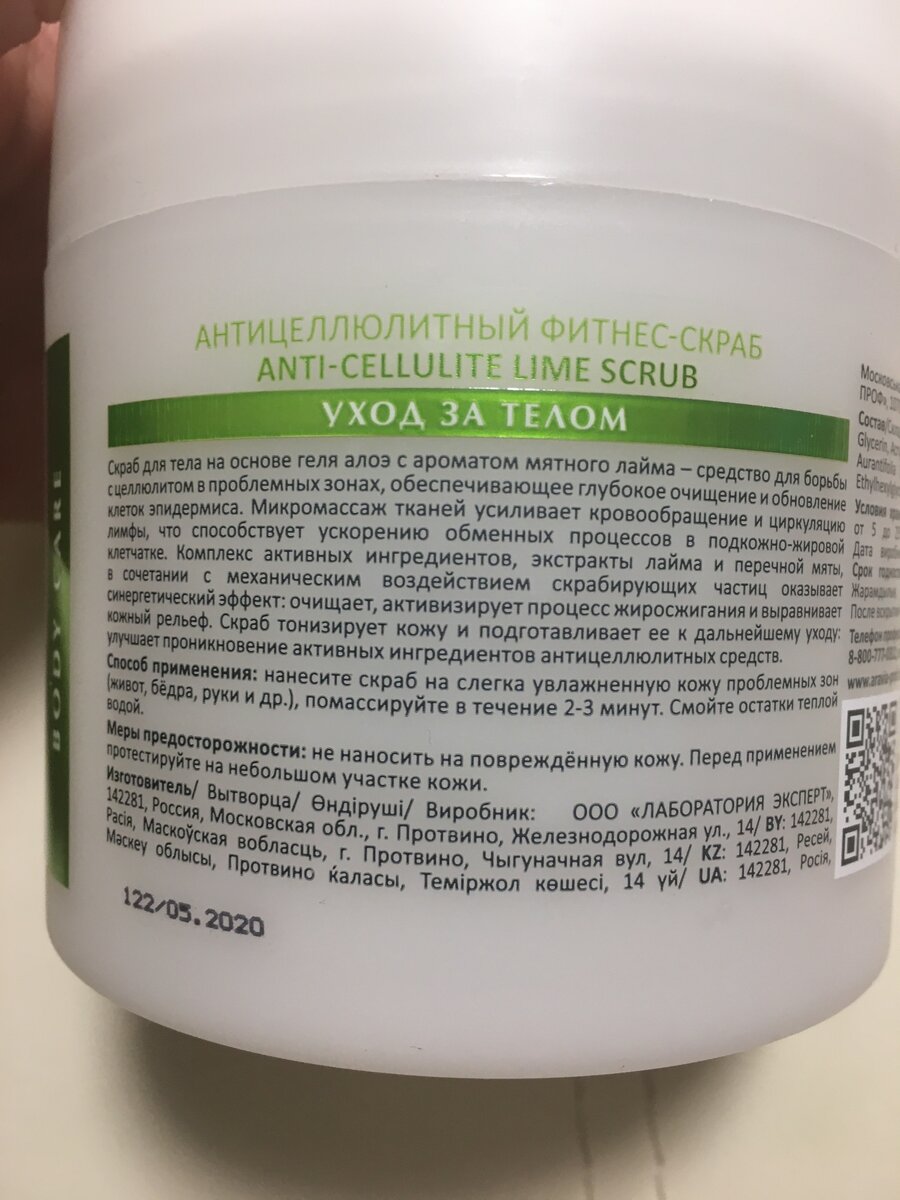 АНТИЦЕЛЛЮЛИТНЫЙ ФИТНЕС-СКРАБ
ANTI-CELLULITE LIME SCRUB
УХОД ЗА ТЕЛОМ
BODY CARE
Скраб для тела на основе геля алоэ с ароматом мятного лайма – средство для борьбы
с целлюлитом в проблемных зонах, обеспечивающее глубокое очищение и обновление
клеток эпидермиса. Микромассаж тканей усиливает кровообращение и циркуляцию
лимфы, что способствует ускорению обменных процессов в подкожно-жировой
клетчатке. Комплекс активных ингредиентов, экстракты лайма и перечной мяты,
в сочетании с механическим воздействием скрабирующих частиц оказывает
синергетический эффект: очищает, активизирует процесс жиросжигания и выравнивает
кожный рельеф. Скраб тонизирует кожу и подготавливает ее к дальнейшему уходу:
улучшает проникновение активных ингредиентов антицеллюлитных средств.
Способ применения: нанесите скраб на слегка увлажненную кожу проблемных зон
(живот, бёдра, руки и др.), помассируйте в течение 2-3 минут. Смойте остатки теплой
водой.
Меры предосторожности: не наносить на повреждённую кожу. Перед применением
протестируйте на небольшом участке кожи.
Изготовитель/ Вытворца/ Өндіруші/ Виробник: ООО «ЛАБОРАТОРИЯ ЭКСПЕРТ»,
142281, Россия, Московская обл., г. Протвино, Железнодорожная ул., 14/ BY: 142281,
Расія, Маскоўская вобласць, г. Протвино, Чыгуначная вул, 14/ KZ: 142281, Ресей,
Мәскеу облысы, Протвино қаласы, Теміржол көшесі, 14 үй/ UA: 142281, Росія,
122/05.2020
ПРОФ»,
Glycerin,
Aurantifolia
от 5 до
Дата
Срок
После
Телефон